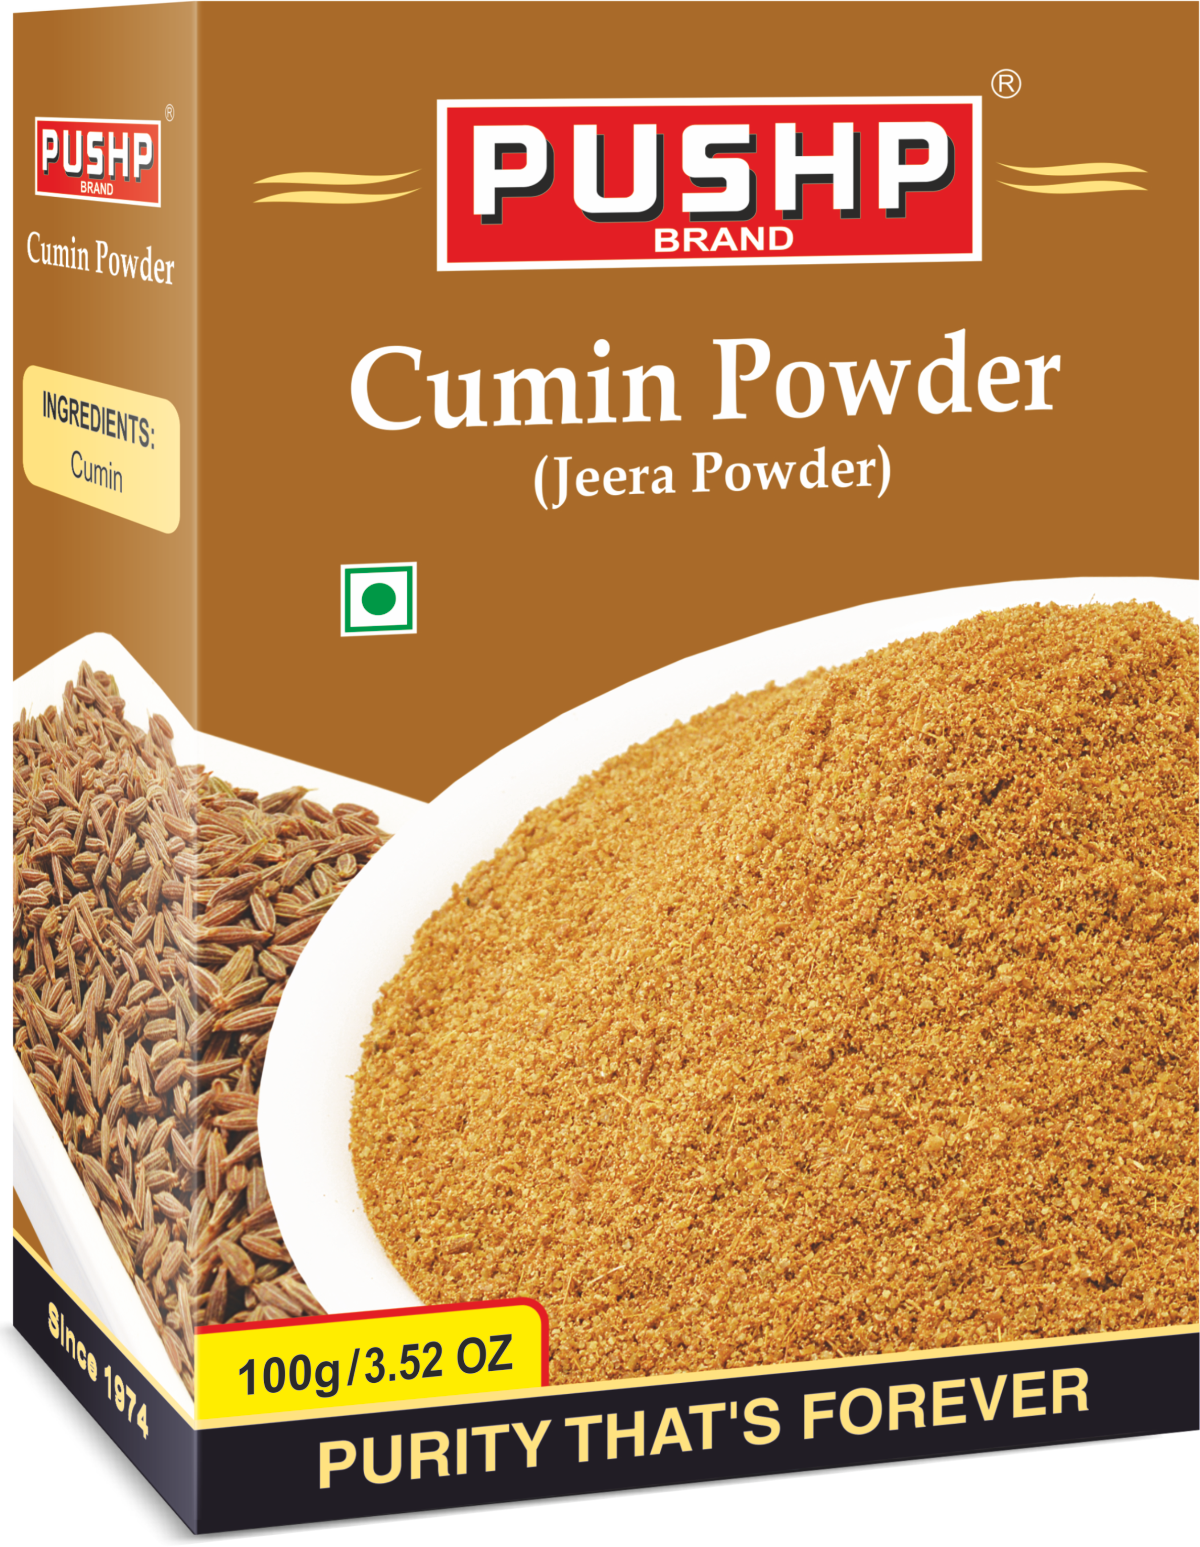 PUSHP
BRAND
®
Cumin Powder
INGREDIENTS:
Cumin
Since 1974
PUSHP
BRAND
®
Cumin Powder
(Jeera Powder)
100g/3.52 OZ
PURITY THAT'S FOREVER